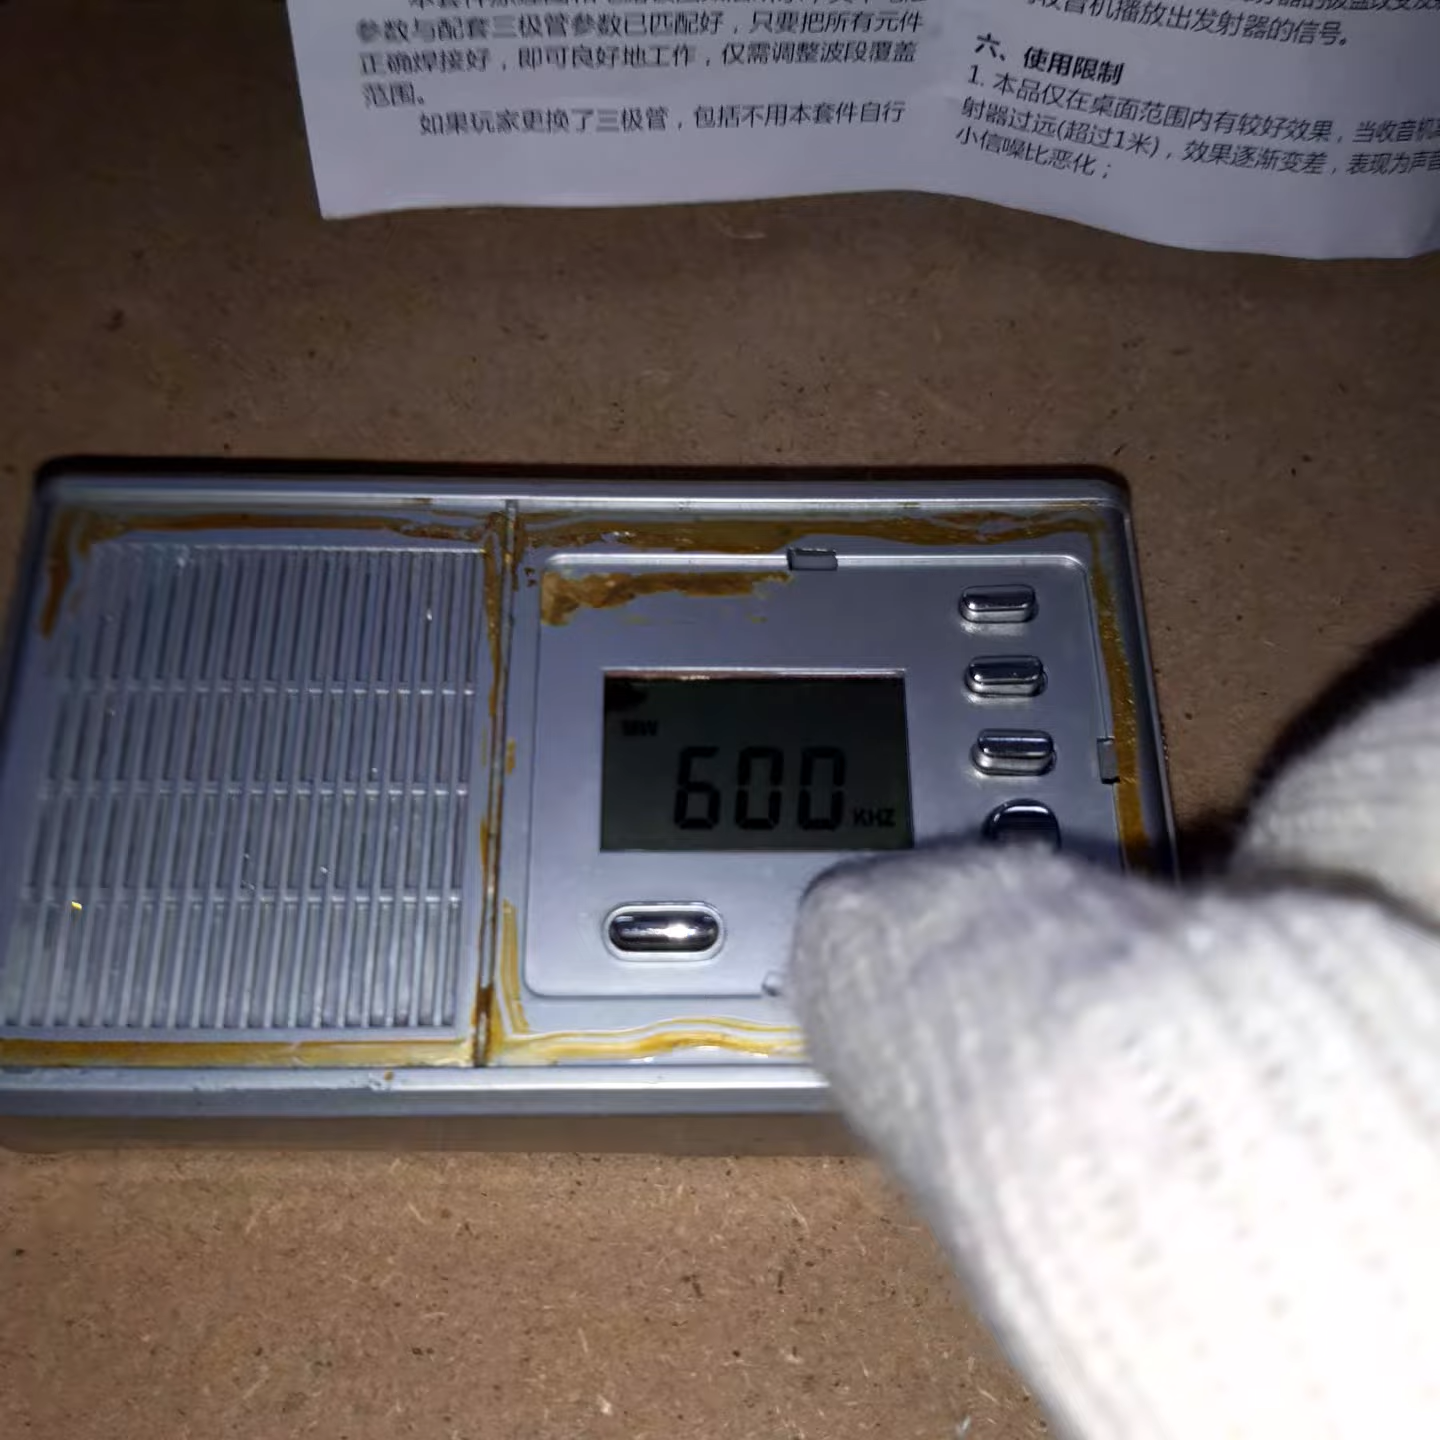 参数与配套三极管参数已匹配好，只要把所有元件
正确焊接好，即可良好地工作，仅需调整波段覆盖
范围。
如果玩家更换了三极管，包括不用本套件自行
收音机播放出发射器的信号。
六、使用限制
1. 本品仅在桌面范围内有较好效果，当收音机
射器过远(超过1米)，效果逐渐变差，表现为声音
小信噪比恶化；
MW
600
KHZ